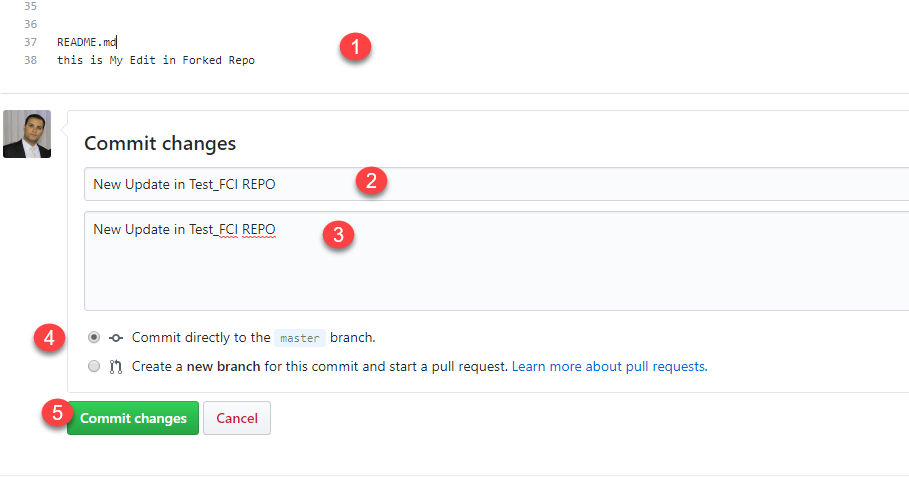 35
36
37 README.md
1
38 this is My Edit in Forked Repo
Commit changes
New Update in Test_FCI REPO
2
New Update in Test_FCI REPO
3
4 Commit directly to the master branch.
Create a new branch for this commit and start a pull request. Learn more about pull requests.
5 Commit changes Cancel